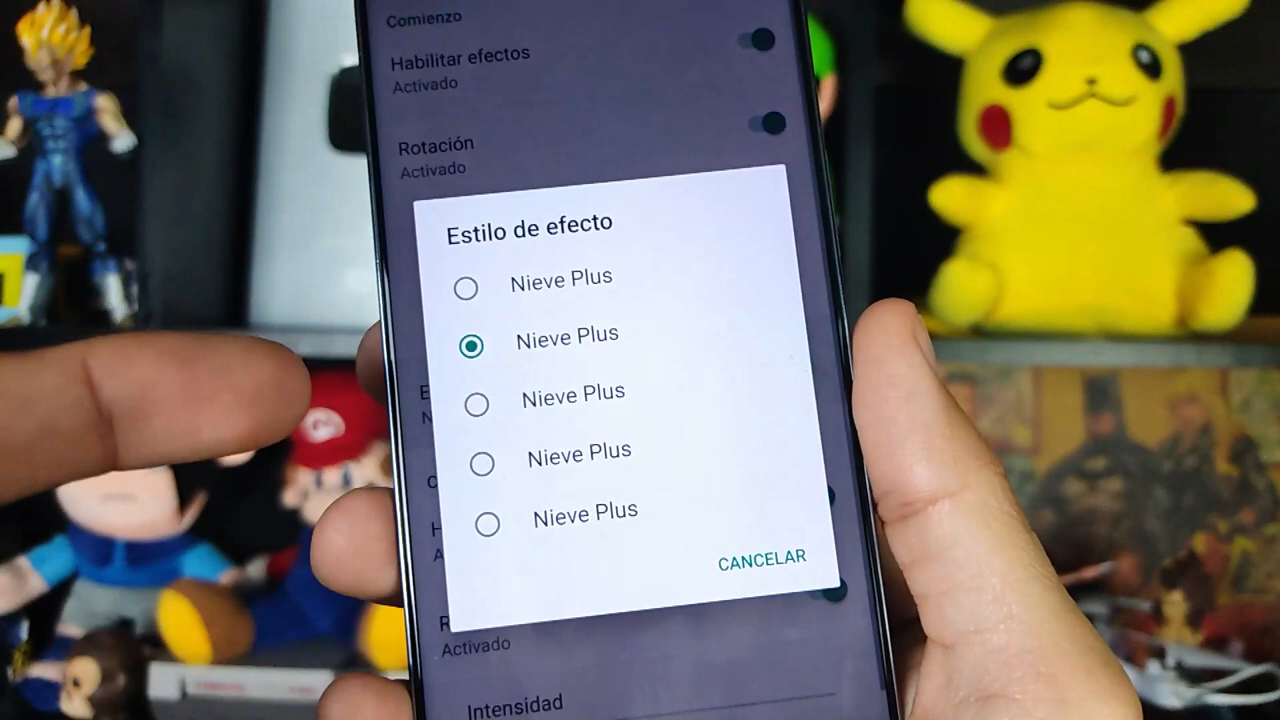 Comienzo
Habilitar efectos
Activado
Rotación
Activado
Estilo de efecto
Nieve Plus
Nieve Plus
Nieve Plus
Nieve Plus
Nieve Plus
CANCELAR
Activado
Intensidad